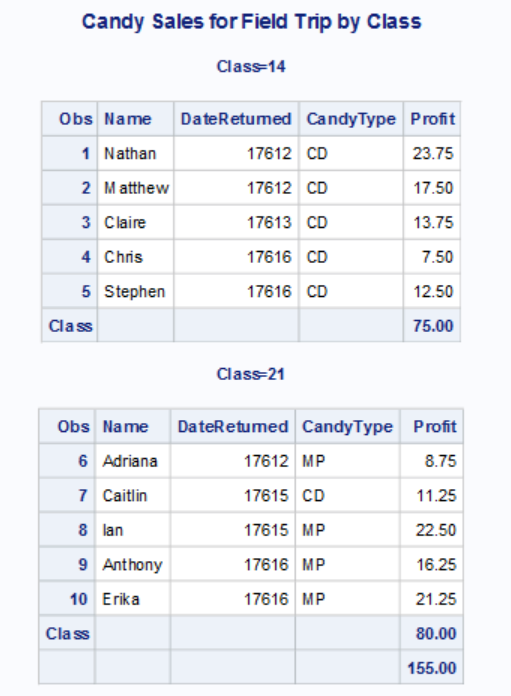 Candy Sales for Field Trip by Class
Class=14
Obs Name DateReturned CandyType Profit
1 Nathan 17612 CD 23.75
2 Matthew 17612 CD 17.50
3 Claire 17613 CD 13.75
4 Chris 17616 CD 7.50
5 Stephen 17616 CD 12.50
Class 75.00
Class=21
Obs Name DateReturned CandyType Profit
6 Adriana 17612 MP 8.75
7 Caitlin 17615 CD 11.25
8 Ian 17615 MP 22.50
9 Anthony 17616 MP 16.25
10 Erika 17616 MP 21.25
Class 80.00
155.00